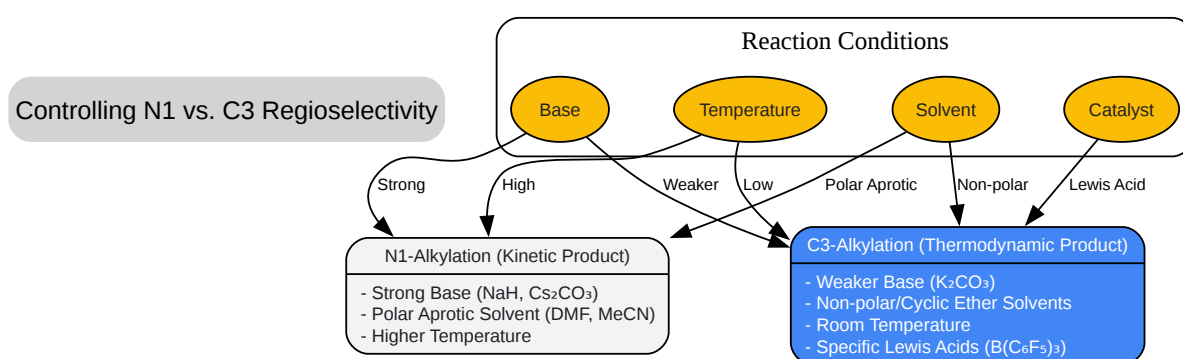 Reaction Conditions
Controlling N1 vs. C3 Regioselectivity
Base
Temperature
Solvent
Catalyst
Strong
High
Weaker
Low
Polar Aprotic
Non-polar
Lewis Acid
N1-Alkylation (Kinetic Product)
- Strong Base (NaH, Cs₂CO₃)
- Polar Aprotic Solvent (DMF, MeCN)
- Higher Temperature
C3-Alkylation (Thermodynamic Product)
- Weaker Base (K₂CO₃)
- Non-polar/Cyclic Ether Solvents
- Room Temperature
- Specific Lewis Acids (B(C₆F₅)₃)